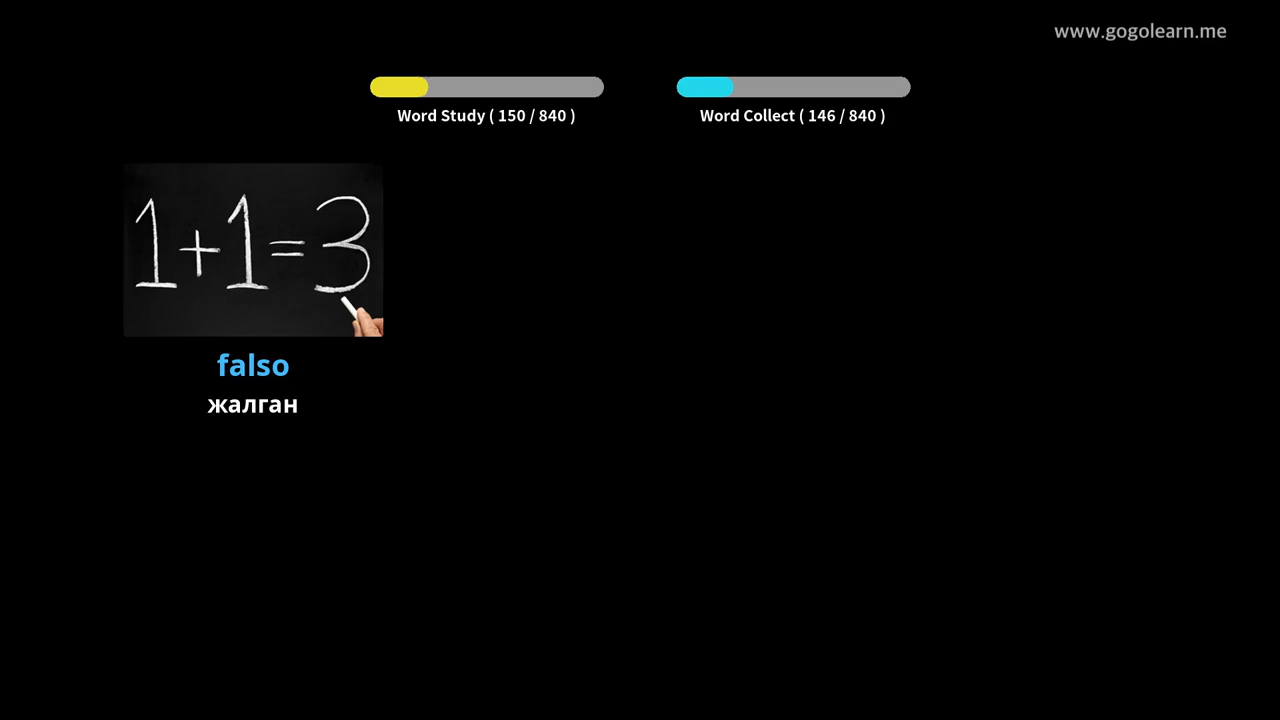 www.gogolearn.me
Word Study ( 150 / 840 )
Word Collect ( 146 / 840 )
1+1=3
falso
жалган